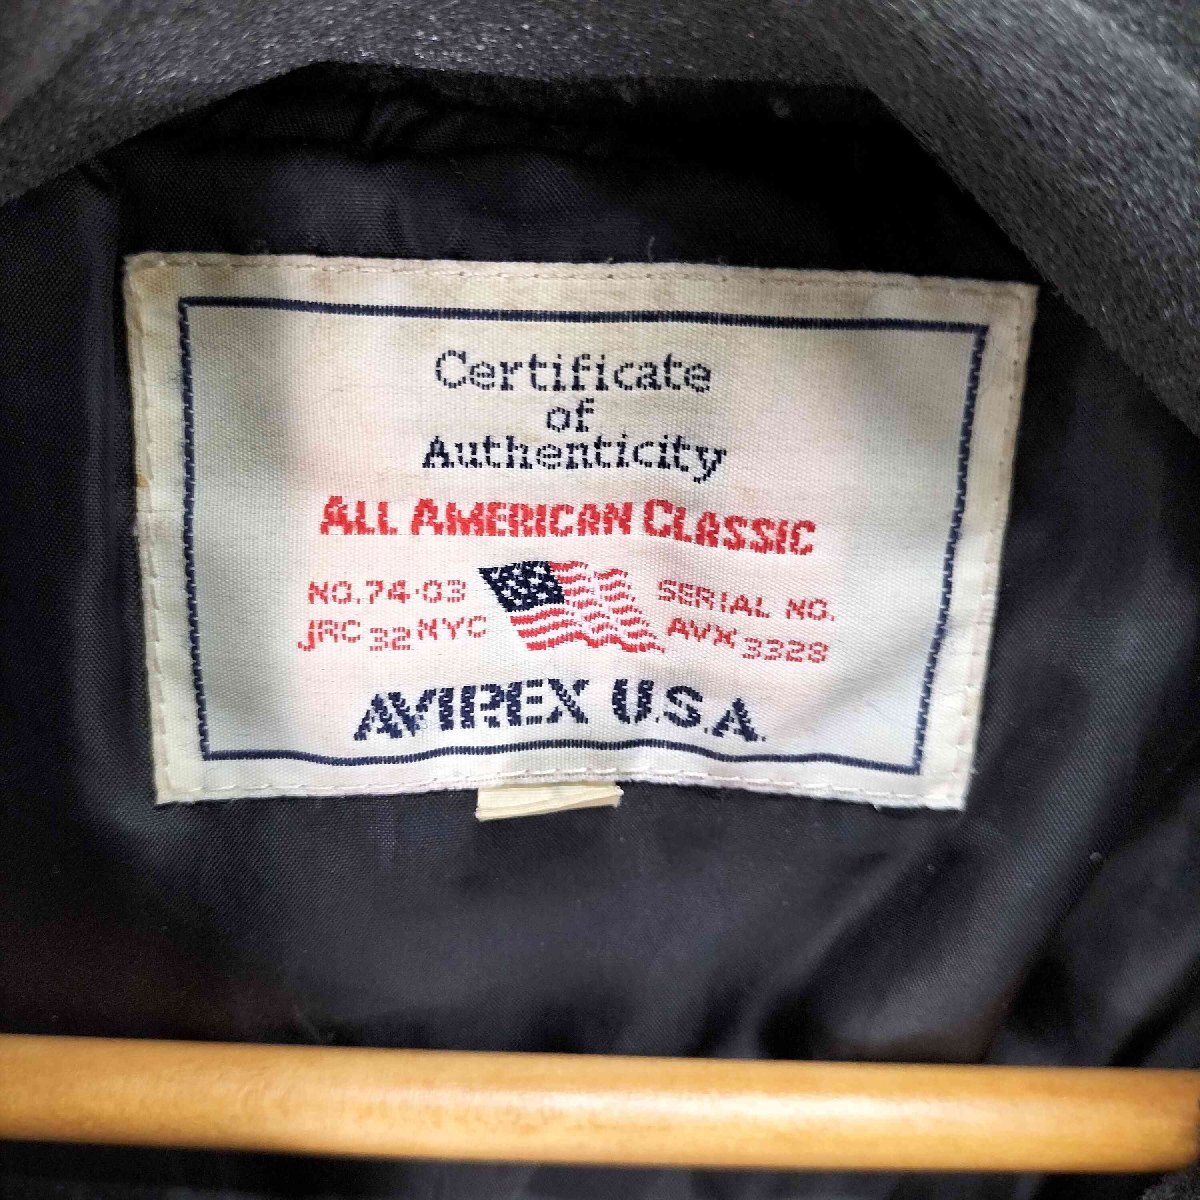 Certificate
of
Authenticity
ALL AMERICAN CLASSIC
NO.74-03
JRC 32 NYC
SERIAL NO.
AVX 3328
AVIREX U.S.A.